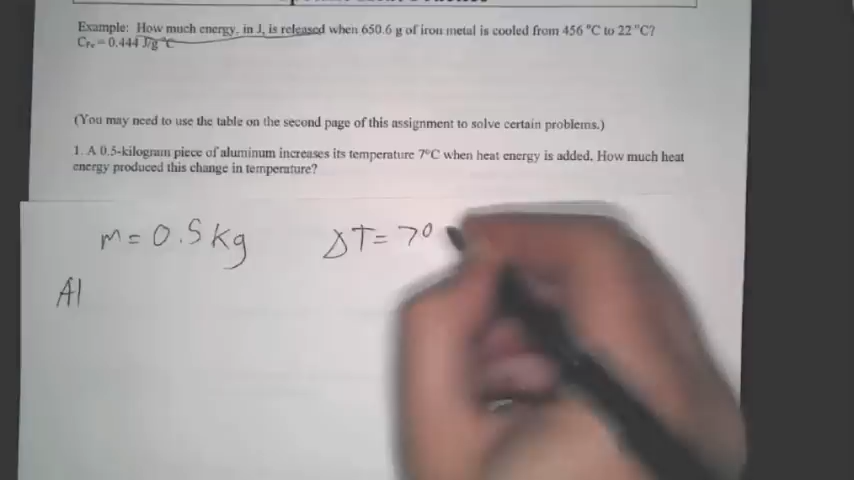 Example: How much energy, in J, is released when 650.6 g of iron metal is cooled from 456 °C to 22 °C?
C_Fe = 0.444 J/g °C
(You may need to use the table on the second page of this assignment to solve certain problems.)
1. A 0.5-kilogram piece of aluminum increases its temperature 7°C when heat energy is added. How much heat
energy produced this change in temperature?
m = 0.5 kg ΔT = 7°
Al